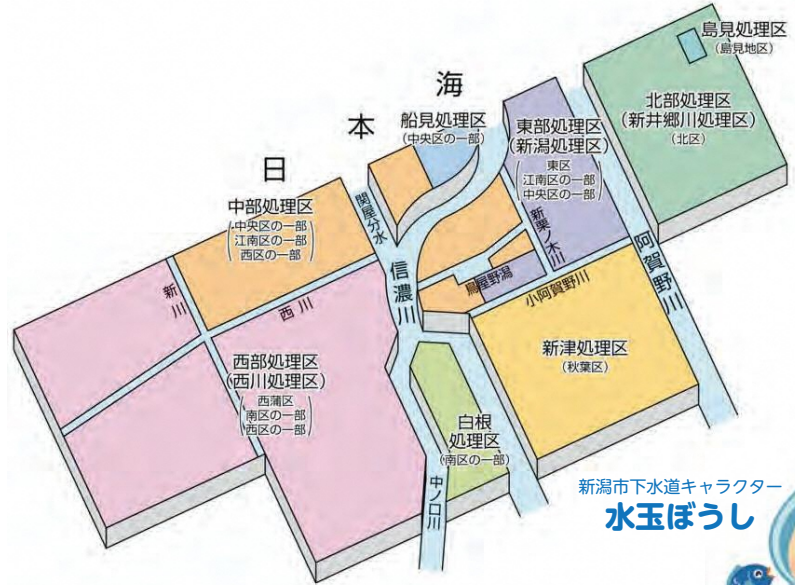 島見処理区
(島見地区)
北部処理区
(新井郷川処理区)
(北区)
日本海
船見処理区
(中央区の一部)
東部処理区
(新潟処理区)
東区
江南区の一部
中央区の一部
中部処理区
中央区の一部
江南区の一部
西区の一部
関屋分水
新栗ノ木川
阿賀野川
信濃川
鳥屋野潟
小阿賀野川
新川
西川
新津処理区
(秋葉区)
西部処理区
(西川処理区)
西蒲区
南区の一部
西区の一部
白根
処理区
(南区の一部)
中ノ口川
新潟市下水道キャラクター
水玉ぼうし